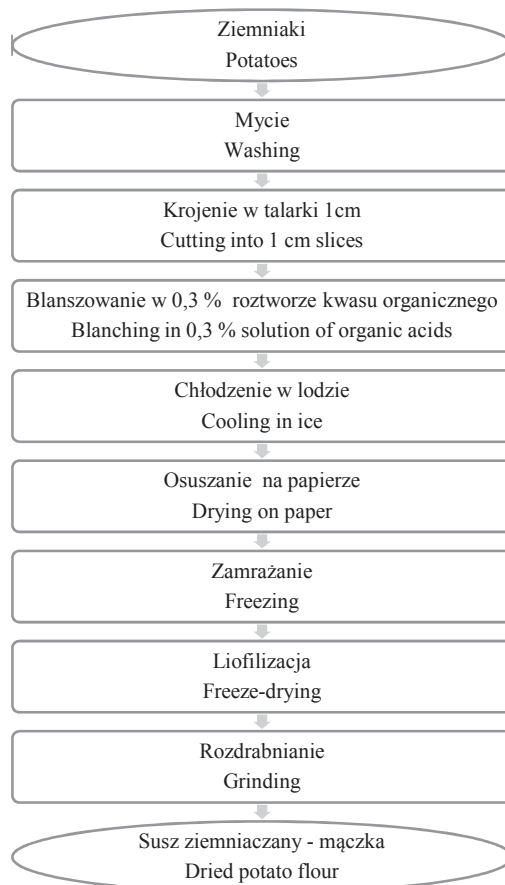 Ziemniaki
Potatoes
Mycie
Washing
Krojenie w talarki 1cm
Cutting into 1 cm slices
Blanszowanie w 0,3 % roztworze kwasu organicznego
Blanching in 0,3 % solution of organic acids
Chłodzenie w lodzie
Cooling in ice
Osuszanie na papierze
Drying on paper
Zamrażanie
Freezing
Liofilizacja
Freeze-drying
Rozdrabnianie
Grinding
Susz ziemniaczany - mączka
Dried potato flour